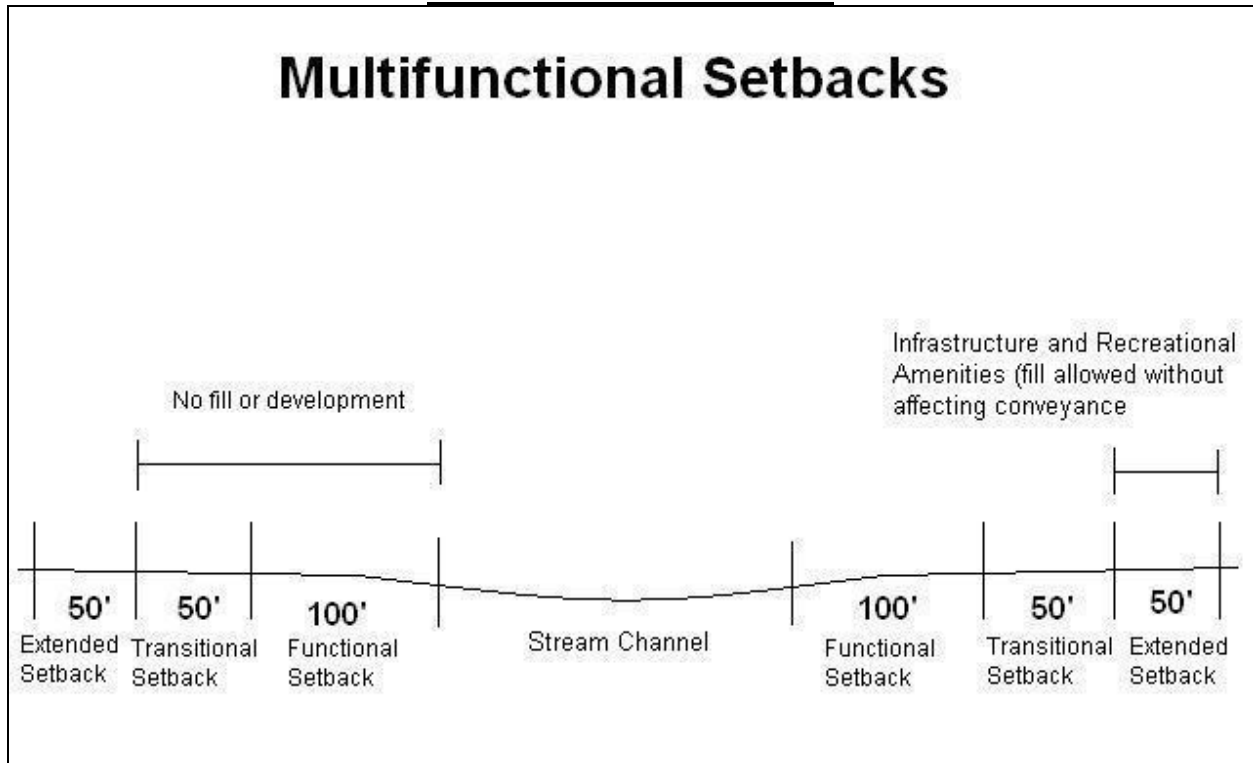 Multifunctional Setbacks
Infrastructure and Recreational
Amenities (fill allowed without
affecting conveyance
No fill or development
50'
50'
100'
100'
50'
50'
Extended
Setback
Transitional
Setback
Functional
Setback
Stream Channel
Functional
Setback
Transitional
Setback
Extended
Setback